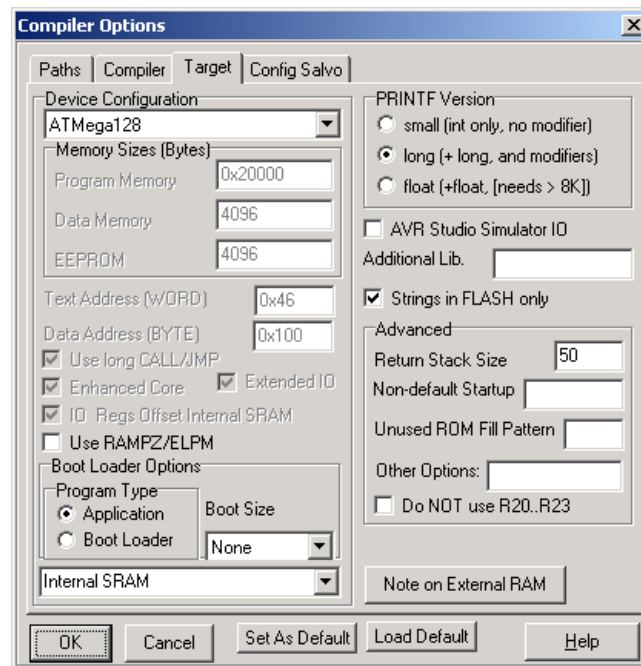 Compiler Options
Paths
Compiler
Target
Config Salvo
Device Configuration
ATMega128
Memory Sizes (Bytes)
Program Memory 0x20000
Data Memory 4096
EEPROM 4096
Text Address (WORD) 0x46
Data Address (BYTE) 0x100
Use long CALL/JMP
Enhanced Core
Extended IO
IO Regs Offset Internal SRAM
Use RAMPZ/ELPM
Boot Loader Options
Program Type
Application
Boot Loader
Boot Size
None
Internal SRAM
PRINTF Version
small (int only, no modifier)
long (+ long, and modifiers)
float (+float, [needs > 8K])
AVR Studio Simulator IO
Additional Lib.
Strings in FLASH only
Advanced
Return Stack Size 50
Non-default Startup
Unused ROM Fill Pattern
Other Options:
Do NOT use R20..R23
Note on External RAM
OK
Cancel
Set As Default
Load Default
Help